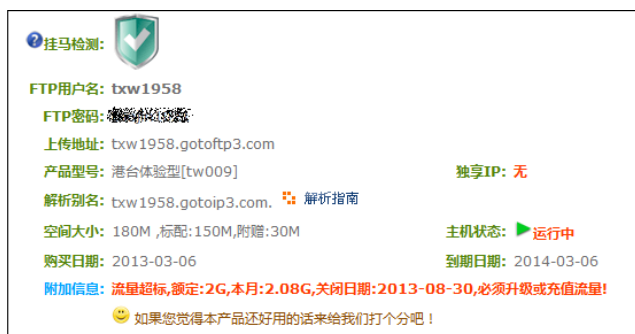 挂马检测:
FTP用户名: txw1958
FTP密码:
上传地址: txw1958.gotoftp3.com
产品型号: 港台体验型[tw009] 独享IP: 无
解析别名: txw1958.gotoip3.com. 解析指南
空间大小: 180M ,标配:150M,附赠:30M 主机状态: 运行中
购买日期: 2013-03-06 到期日期: 2014-03-06
附加信息: 流量超标,额定:2G,本月:2.08G,关闭日期:2013-08-30,必须升级或充值流量!
如果您觉得本产品还好用的话来给我们打个分吧！